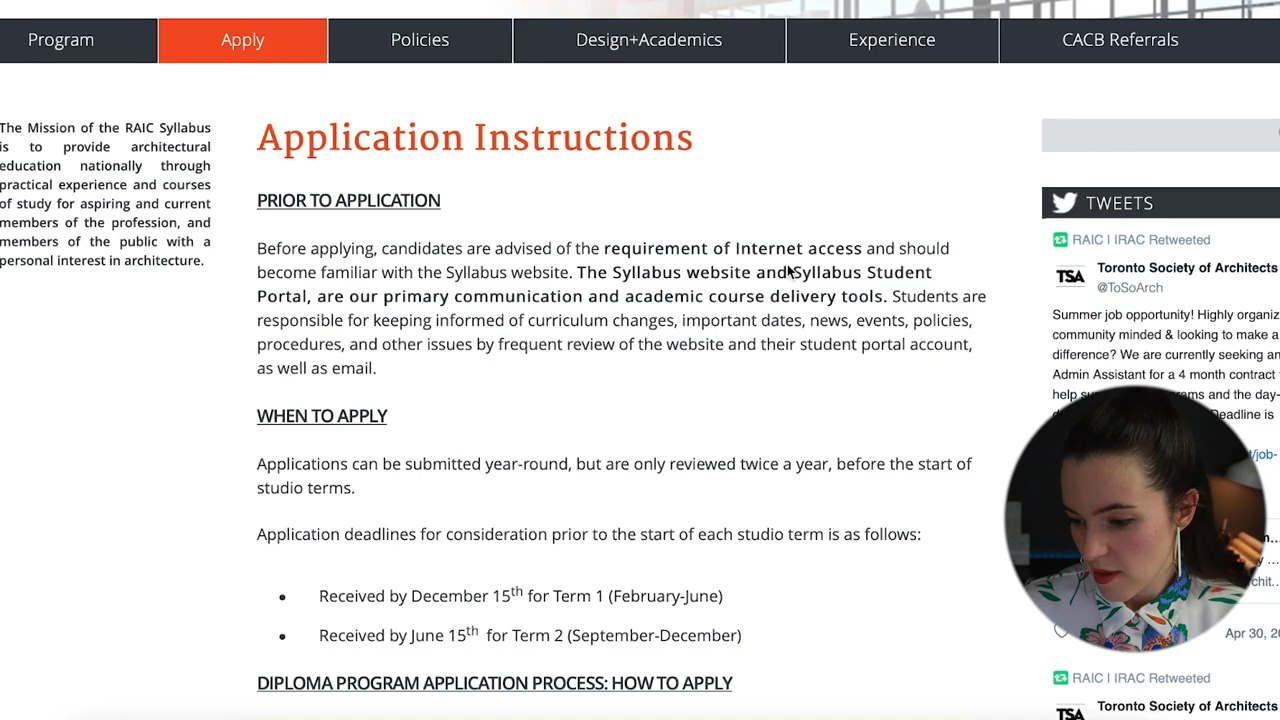 Program
Apply
Policies
Design+Academics
Experience
CACB Referrals
The Mission of the RAIC Syllabus
is to provide architectural
education nationally through
practical experience and courses
of study for aspiring and current
members of the profession, and
members of the public with a
personal interest in architecture.
Application Instructions
PRIOR TO APPLICATION
Before applying, candidates are advised of the requirement of Internet access and should
become familiar with the Syllabus website. The Syllabus website and Syllabus Student
Portal, are our primary communication and academic course delivery tools. Students are
responsible for keeping informed of curriculum changes, important dates, news, events, policies,
procedures, and other issues by frequent review of the website and their student portal account,
as well as email.
WHEN TO APPLY
Applications can be submitted year-round, but are only reviewed twice a year, before the start of
studio terms.
Application deadlines for consideration prior to the start of each studio term is as follows:
• Received by December 15th for Term 1 (February-June)
• Received by June 15th for Term 2 (September-December)
DIPLOMA PROGRAM APPLICATION PROCESS: HOW TO APPLY
TWEETS
RAIC | IRAC Retweeted
TSA
Toronto Society of Architects
@ToSoArch
Summer job opportunity! Highly organiz
community minded & looking to make a
difference? We are currently seeking an
Admin Assistant for a 4 month contract
help and the day-
Deadline is
/job-
Apr 30, 20
RAIC | IRAC Retweeted
TSA
Toronto Society of Architects